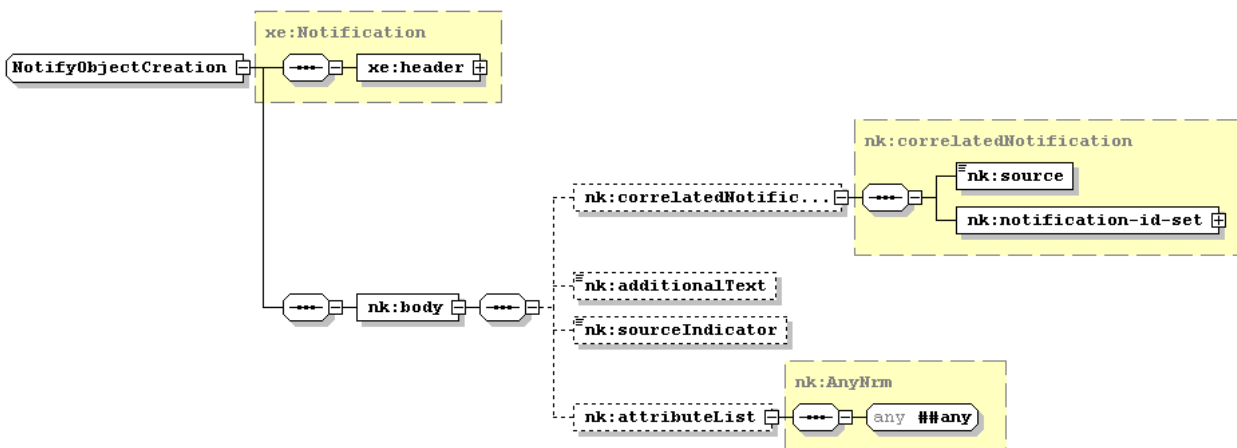 xe:Notification
NotifyObjectCreation
xe:header
nk:correlatedNotification
nk:correlatedNotific...
nk:source
nk:notification-id-set
nk:additionalText
nk:body
nk:sourceIndicator
nk:AnyNrm
nk:attributeList
any ##any